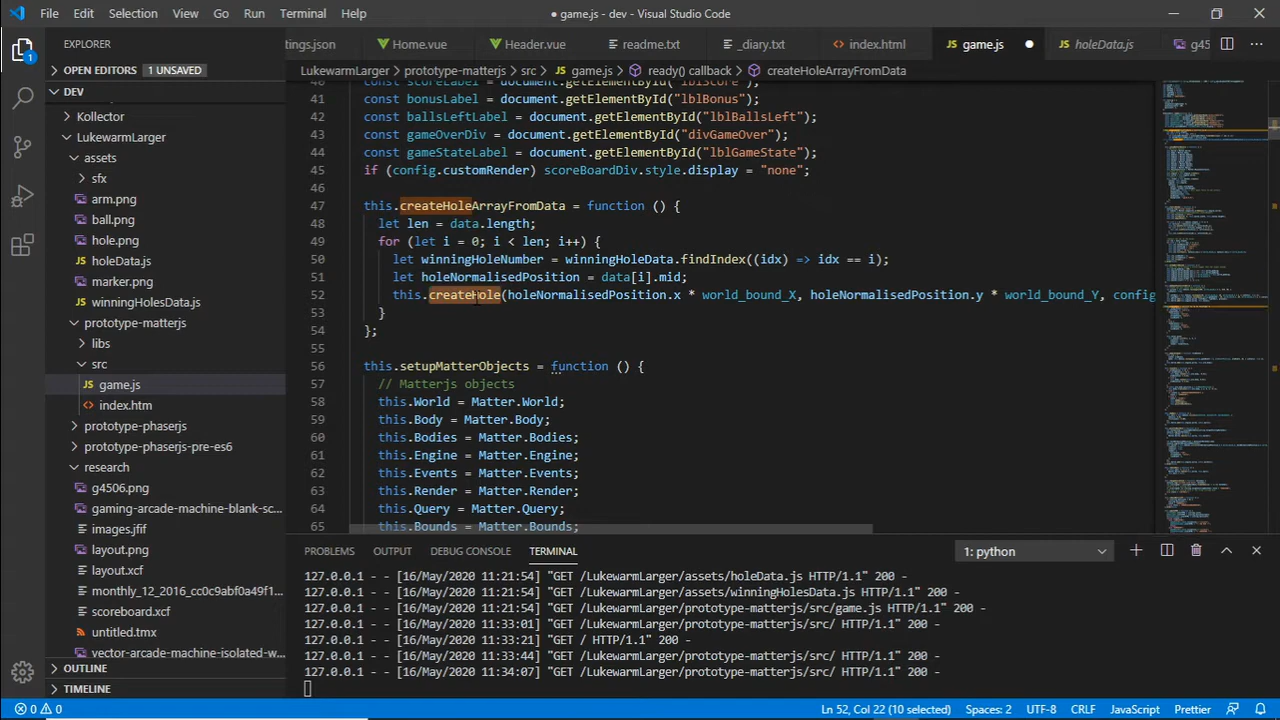 File Edit Selection View Go Run Terminal Help
● game.js - dev - Visual Studio Code
EXPLORER
OPEN EDITORS 1 UNSAVED
DEV
Kollector
LukewarmLarger
assets
sfx
arm.png
ball.png
hole.png
holeData.js
marker.png
winningHolesData.js
prototype-matterjs
libs
src
game.js
index.htm
prototype-phaserjs
prototype-phaserjs-pre-es6
research
g4506.png
gaming-arcade-machine-blank-sc...
images.jfif
layout.png
layout.xcf
monthly_12_2016_cc0c9abf0a49f1...
scoreboard.xcf
untitled.tmx
vector-arcade-machine-isolated-w...
OUTLINE
TIMELINE
tings.json Home.vue Header.vue readme.txt _diary.txt index.html game.js ● holeData.js g45
LukewarmLarger > prototype-matterjs > src > game.js > ready() callback > createHoleArrayFromData
40 const scoreLabel = document.getElementById("lblScore");
41 const bonusLabel = document.getElementById("lblBonus");
42 const ballsLeftLabel = document.getElementById("lblBallsLeft");
43 const gameOverDiv = document.getElementById("divGameOver");
44 const gameStateLabel = document.getElementById("lblGameState");
45 if (config.customRender) scoreBoardDiv.style.display = "none";
46
47 this.createHoleArrayFromData = function () {
48 let len = data.length;
49 for (let i = 0; i < len; i++) {
50 let winningHoleNumber = winningHoleData.findIndex((idx) => idx == i);
51 let holeNormalisedPosition = data[i].mid;
52 this.createHole(holeNormalisedPosition.x * world_bound_X, holeNormalisedPosition.y * world_bound_Y, config
53 }
54 };
55
56 this.setupMatterObjects = function () {
57 // Matterjs objects
58 this.World = Matter.World;
59 this.Body = Matter.Body;
60 this.Bodies = Matter.Bodies;
61 this.Engine = Matter.Engine;
62 this.Events = Matter.Events;
63 this.Render = Matter.Render;
64 this.Query = Matter.Query;
65 this.Bounds = Matter.Bounds;
PROBLEMS OUTPUT DEBUG CONSOLE TERMINAL 1: python
127.0.0.1 - - [16/May/2020 11:21:54] "GET /LukewarmLarger/assets/holeData.js HTTP/1.1" 200 -
127.0.0.1 - - [16/May/2020 11:21:54] "GET /LukewarmLarger/assets/winningHolesData.js HTTP/1.1" 200 -
127.0.0.1 - - [16/May/2020 11:21:54] "GET /LukewarmLarger/prototype-matterjs/src/game.js HTTP/1.1" 200 -
127.0.0.1 - - [16/May/2020 11:33:01] "GET /LukewarmLarger/prototype-matterjs/src/ HTTP/1.1" 200 -
127.0.0.1 - - [16/May/2020 11:33:21] "GET / HTTP/1.1" 200 -
127.0.0.1 - - [16/May/2020 11:33:44] "GET /LukewarmLarger/prototype-matterjs/src/ HTTP/1.1" 200 -
127.0.0.1 - - [16/May/2020 11:34:07] "GET /LukewarmLarger/prototype-matterjs/src/ HTTP/1.1" 200 -
0 0 Ln 52, Col 22 (10 selected) Spaces: 2 UTF-8 CRLF JavaScript Prettier